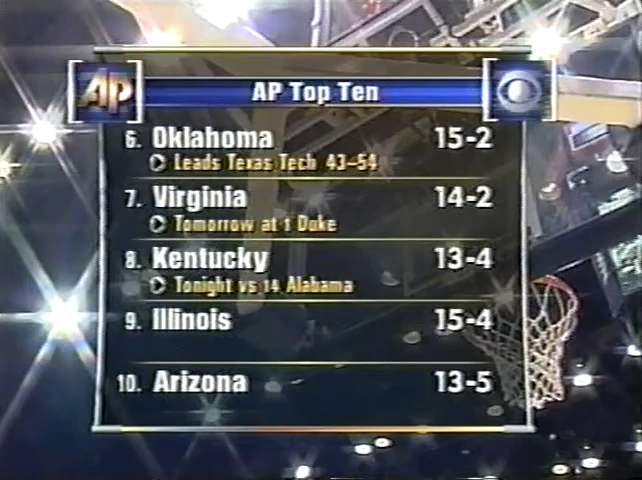 AP
AP Top Ten
6. Oklahoma 15-2
Leads Texas Tech 43-54
7. Virginia 14-2
Tomorrow at 1 Duke
8. Kentucky 13-4
Tonight vs 14 Alabama
9. Illinois 15-4
10. Arizona 13-5